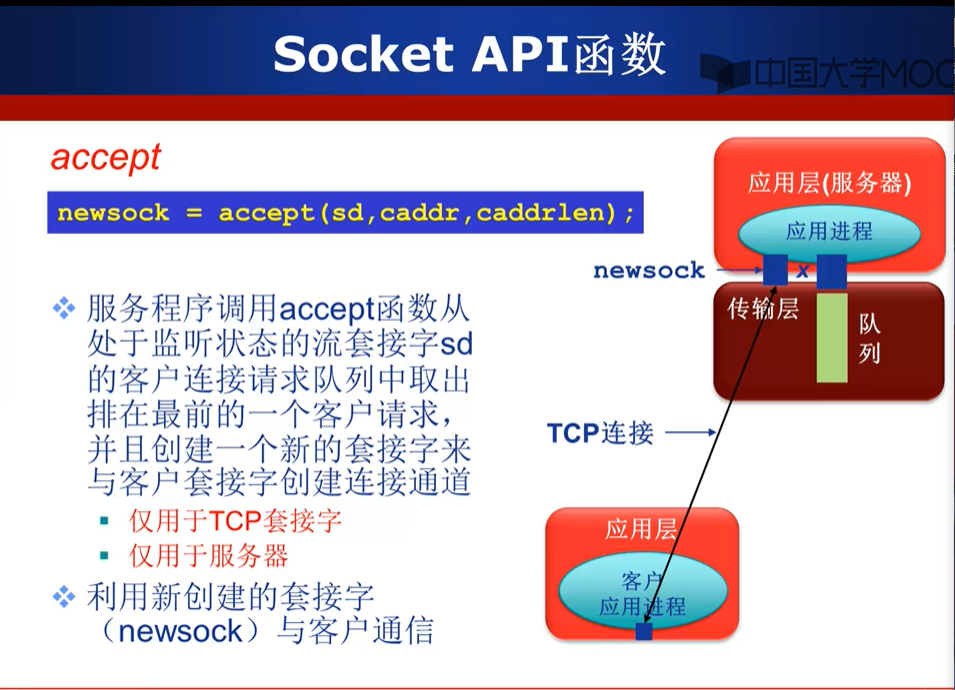 Socket API函数
中国大学MOC
accept
newsock = accept(sd,caddr,caddrlen);
服务程序调用accept函数从
处于监听状态的流套接字sd
的客户连接请求队列中取出
排在最前的一个客户请求，
并且创建一个新的套接字来
与客户套接字创建连接通道
仅用于TCP套接字
仅用于服务器
利用新创建的套接字
（newsock）与客户通信
应用层(服务器)
应用进程
newsock
x
传输层
队
列
TCP连接
应用层
客户
应用进程